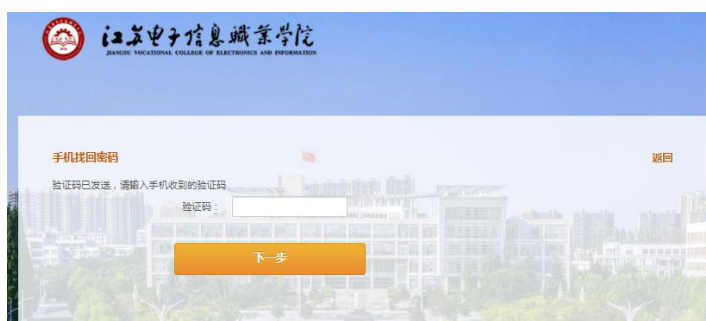 江苏电子信息職業学院
JIANGSU VOCATIONAL COLLEGE OF ELECTRONICS AND INFORMATION
手机找回密码
返回
验证码已发送，请输入手机收到的验证码
验证码：
下一步